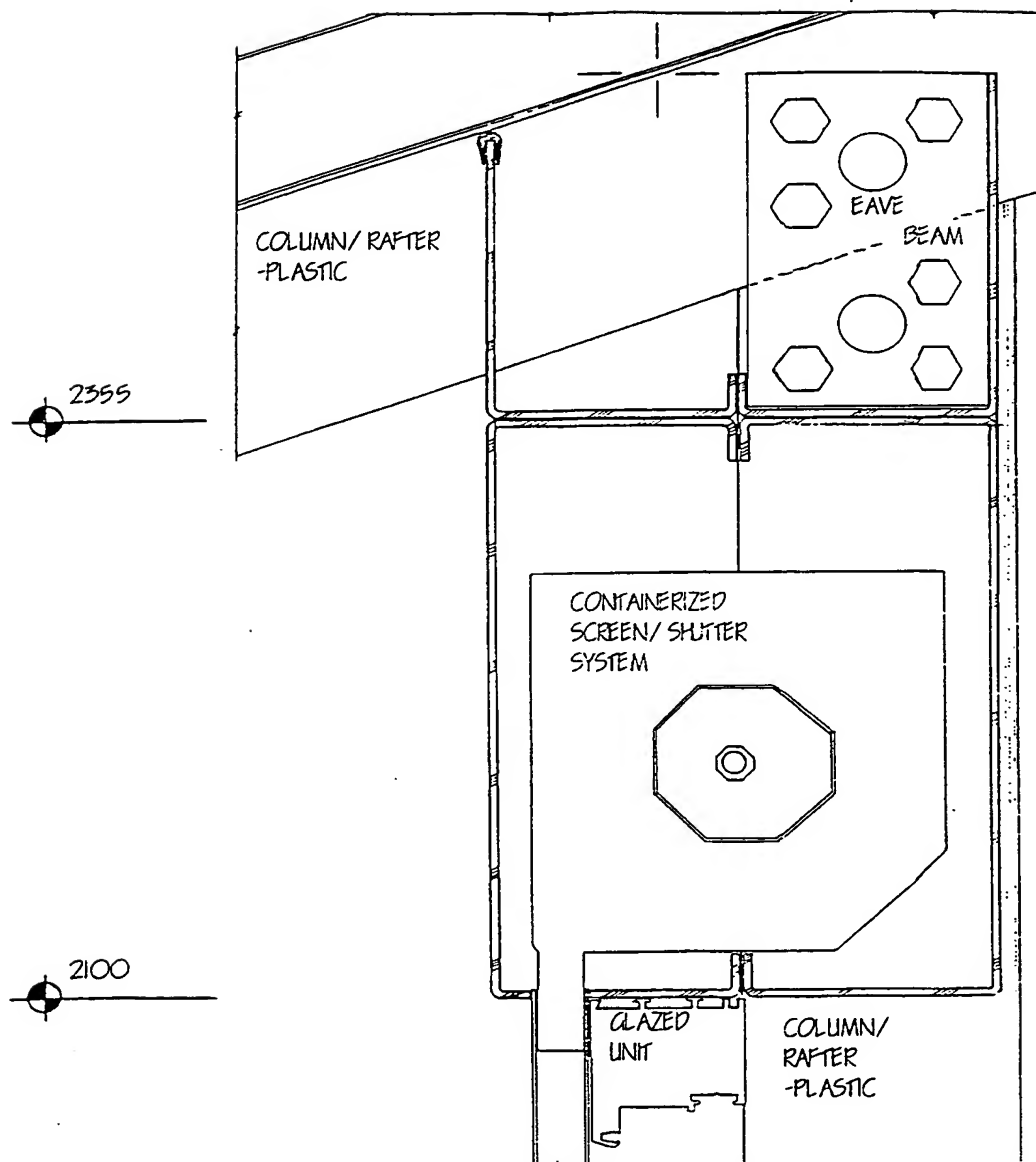 EAVE
BEAM
COLUMN/ RAFTER
-PLASTIC
2355
CONTAINERIZED
SCREEN/ SHUTTER
SYSTEM
2100
GLAZED
UNIT
COLUMN/
RAFTER
-PLASTIC